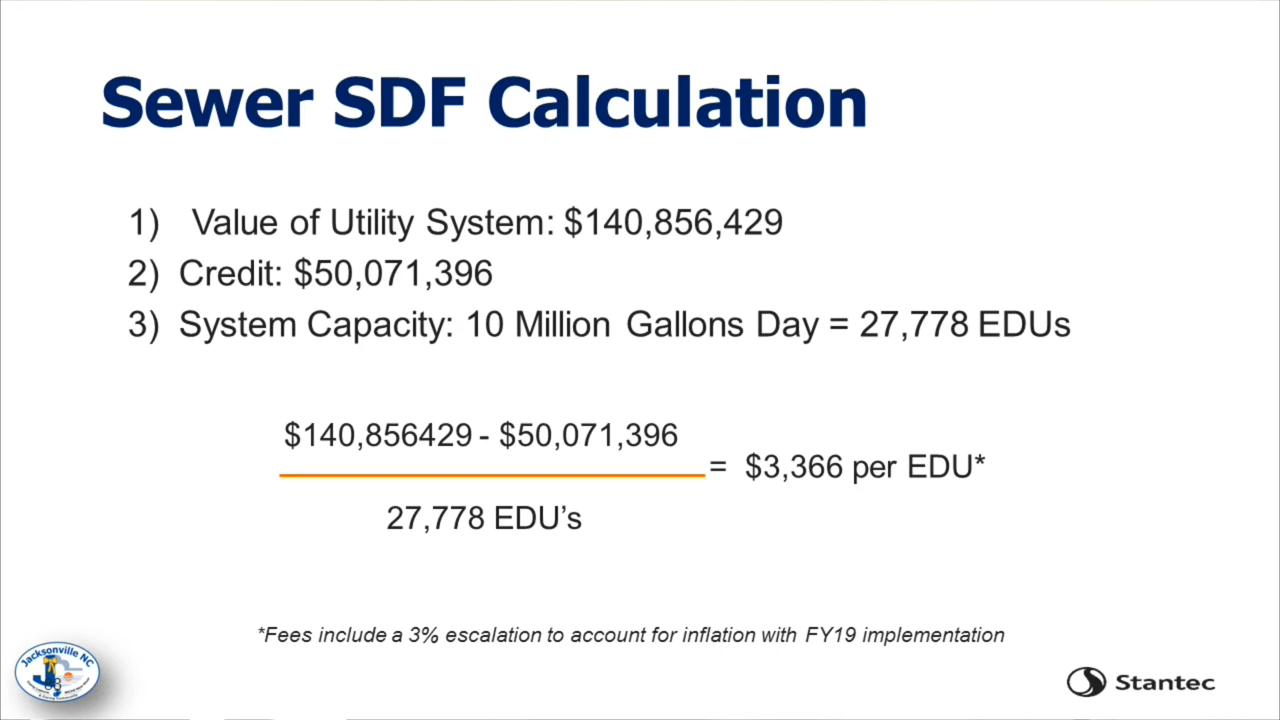 Sewer SDF Calculation
1) Value of Utility System: $140,856,429
2) Credit: $50,071,396
3) System Capacity: 10 Million Gallons Day = 27,778 EDUs
$140,856429 - $50,071,396
= $3,366 per EDU*
27,778 EDU’s
*Fees include a 3% escalation to account for inflation with FY19 implementation
Jacksonville NC
Stantec